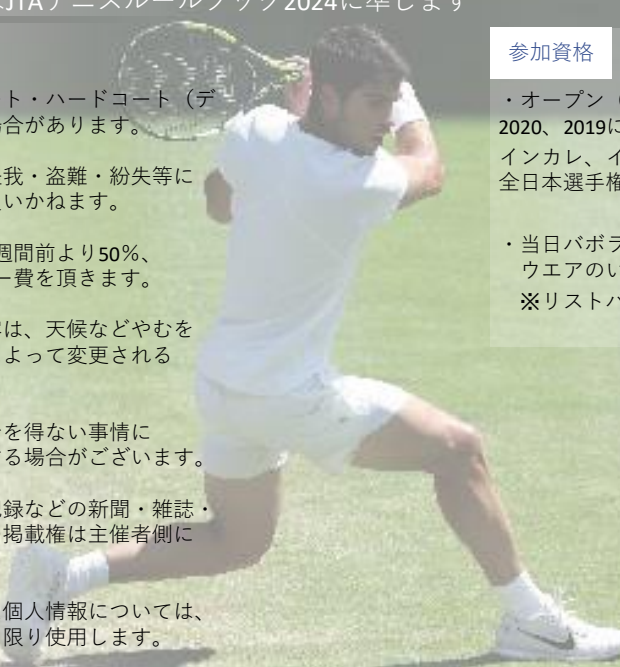 JTAテニスルールブック2024に準じます
ト・ハードコート（デ
場合があります。
怪我・盗難・紛失等に
いかねます。
週間前より50%、
ー費を頂きます。
は、天候などやむを
よって変更される
を得ない事情に
る場合がございます。
録などの新聞・雑誌・
掲載権は主催者側に
個人情報については、
限り使用します。
参加資格
・オープン（
2020、2019に
インカレ、イ
全日本選手権
・当日バボラ
ウエアのい
※リストバ